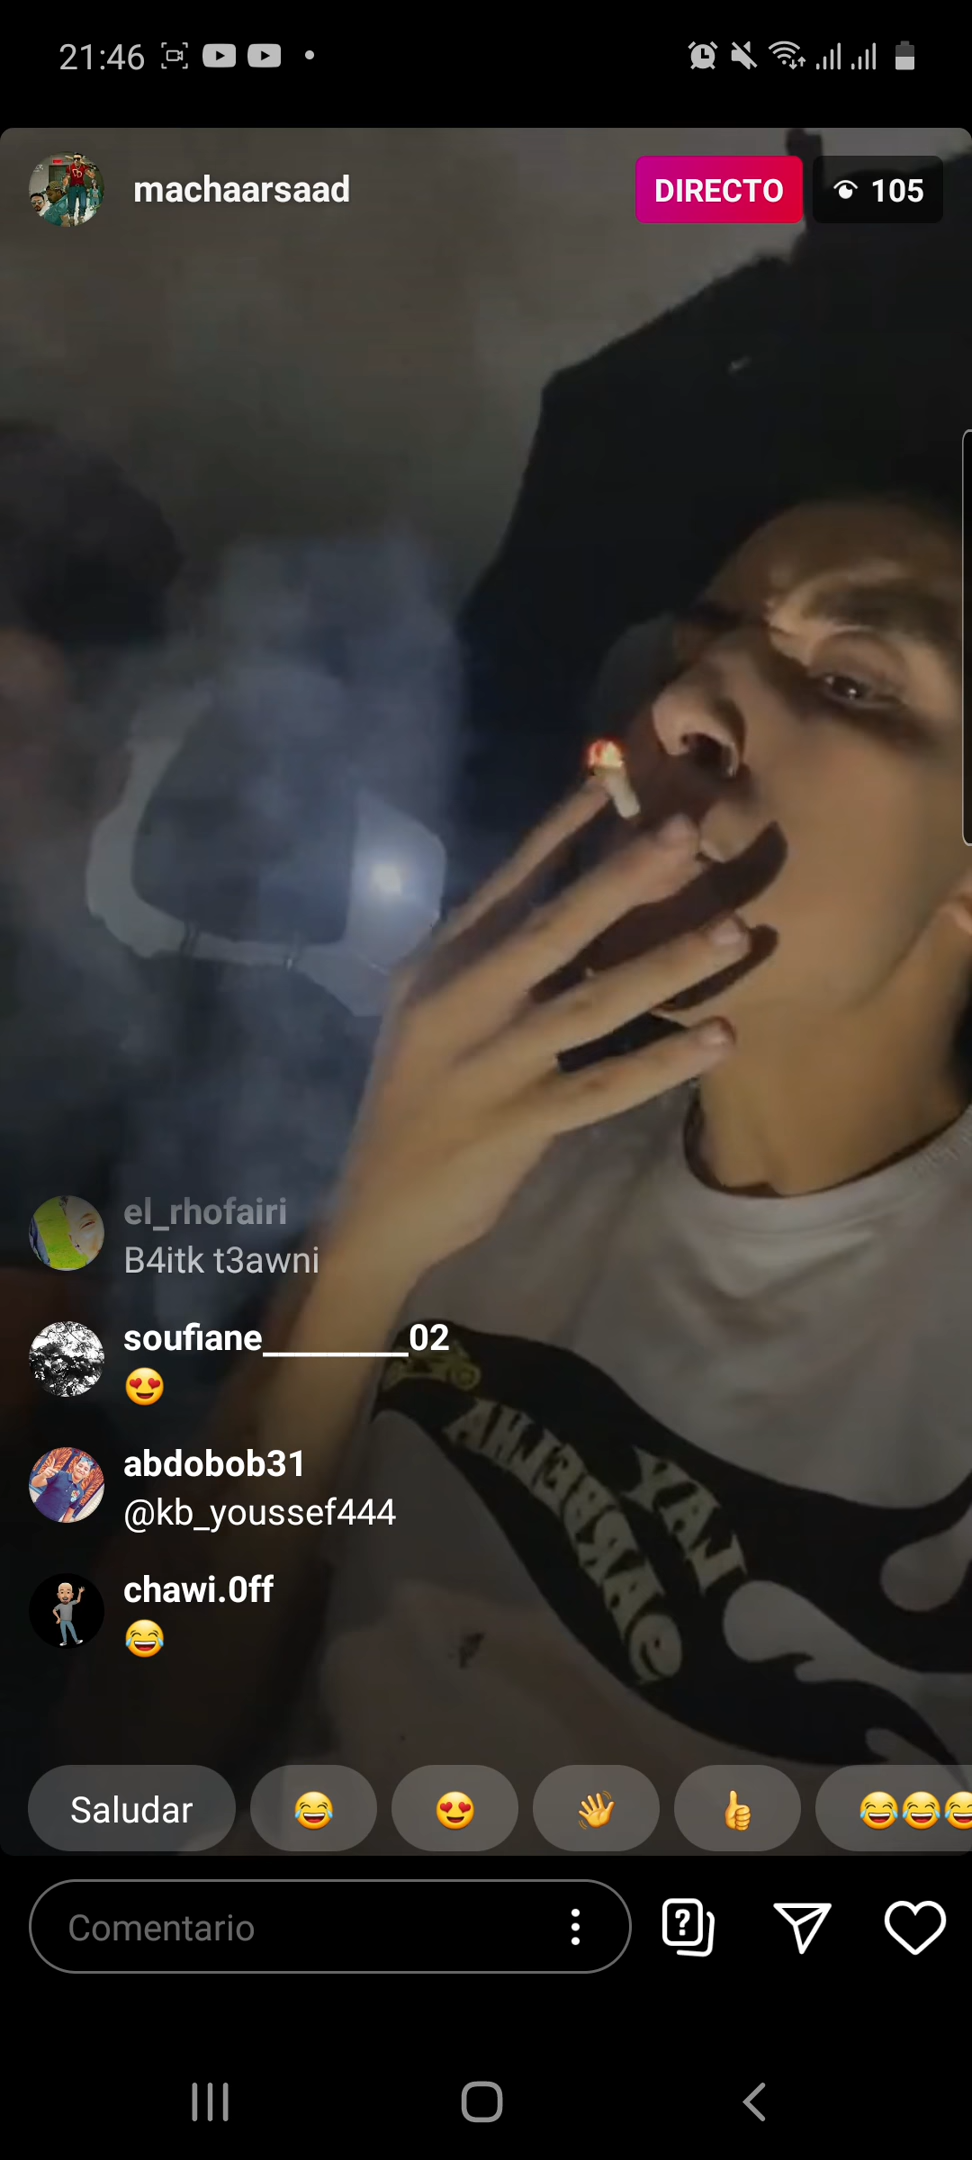 21:46
machaarsaad
DIRECTO
105
el_rhofairi
B4itk t3awni
soufiane________02
😍
abdobob31
@kb_youssef444
chawi.0ff
😂
Saludar 😂 😍 👋 👍 😂😂😂
Comentario